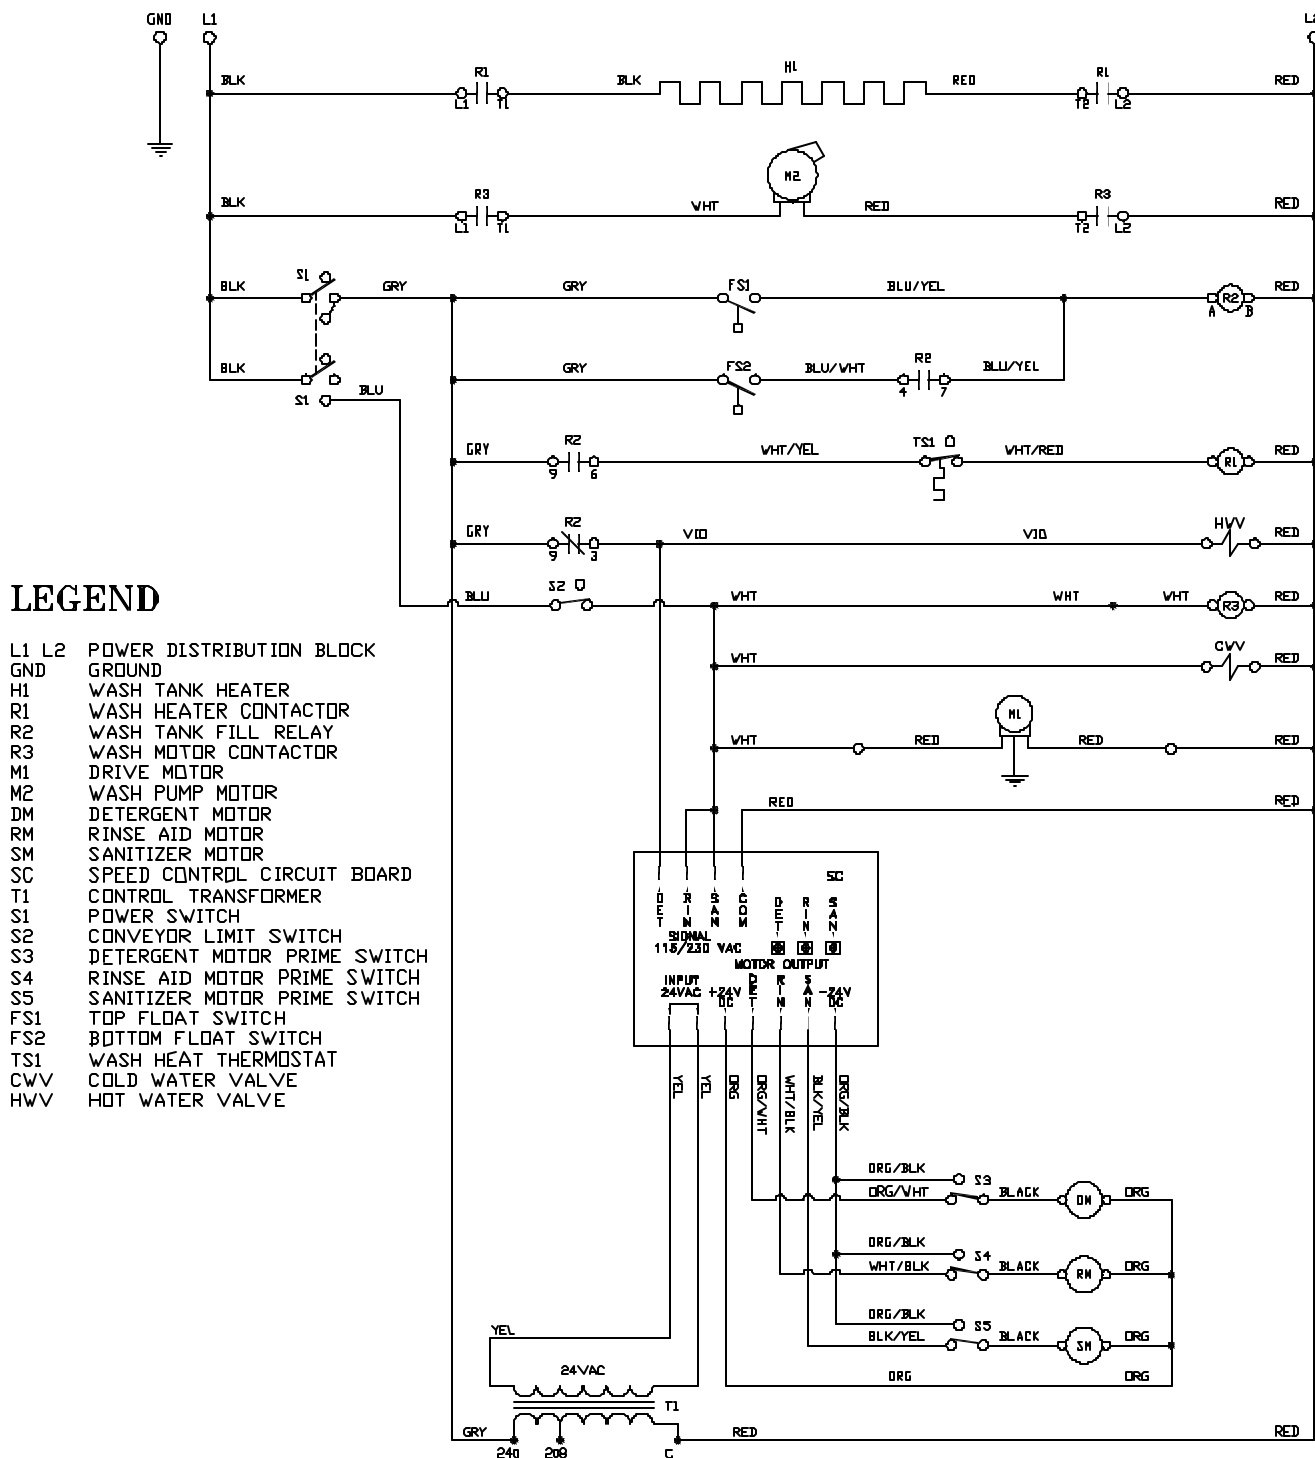 GND L1 L2
BLK R1 BLK H1 RED R1 RED
L1 T1 T2 L2
M2
BLK R3 WHT RED R3 RED
L1 T1 T2 L2
BLK S1 GRY GRY FS1 BLU/YEL R2 RED
A B
BLK GRY FS2 BLU/WHT R2 BLU/YEL
S1 BLU 4 7
GRY R2 WHT/YEL TS1 WHT/RED R1 RED
9 6
GRY R2 VIO VIO HWV RED
9 3
BLU S2 WHT WHT WHT R3 RED
WHT CWV RED
M1
WHT RED RED RED
RED RED
LEGEND
L1 L2 POWER DISTRIBUTION BLOCK
GND GROUND
H1 WASH TANK HEATER
R1 WASH HEATER CONTACTOR
R2 WASH TANK FILL RELAY
R3 WASH MOTOR CONTACTOR
M1 DRIVE MOTOR
M2 WASH PUMP MOTOR
DM DETERGENT MOTOR
RM RINSE AID MOTOR
SM SANITIZER MOTOR
SC SPEED CONTROL CIRCUIT BOARD
T1 CONTROL TRANSFORMER
S1 POWER SWITCH
S2 CONVEYOR LIMIT SWITCH
S3 DETERGENT MOTOR PRIME SWITCH
S4 RINSE AID MOTOR PRIME SWITCH
S5 SANITIZER MOTOR PRIME SWITCH
FS1 TOP FLOAT SWITCH
FS2 BOTTOM FLOAT SWITCH
TS1 WASH HEAT THERMOSTAT
CWV COLD WATER VALVE
HWV HOT WATER VALVE
SC
DET RIN SAN COM DET RIN SAN
SIGNAL
115/230 VAC
MOTOR OUTPUT
INPUT
24VAC +24V DC DET RIN SAN -24V DC
YEL YEL ORG ORG/WHT WHT/BLK BLK/YEL ORG/BLK
ORG/BLK S3
ORG/WHT BLACK DM ORG
ORG/BLK S4
WHT/BLK BLACK RM ORG
ORG/BLK S5
BLK/YEL BLACK SM ORG
YEL
24VAC ORG ORG
T1
GRY RED RED
240 208 C